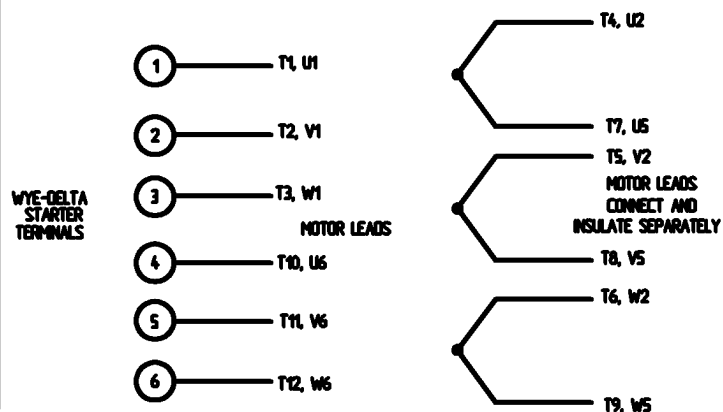 T4, U2
1
T1, U1
T7, U5
2
T2, V1
T5, V2
3
T3, W1
WYE-DELTA
STARTER
TERMINALS
MOTOR LEADS
MOTOR LEADS
CONNECT AND
INSULATE SEPARATELY
4
T10, U6
T8, V5
5
T11, V6
T6, W2
6
T12, W6
T9, W5